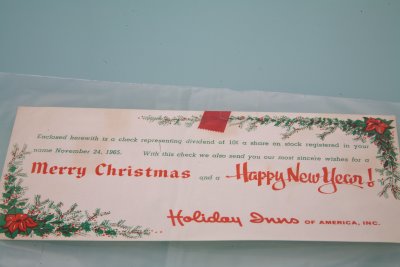 Enclosed herewith is a check representing dividend of 10¢ a share on stock registered in your
name November 24, 1965. With this check we also send you our most sincere wishes for a
Merry Christmas and a Happy New Year!
Holiday Inns OF AMERICA, INC.